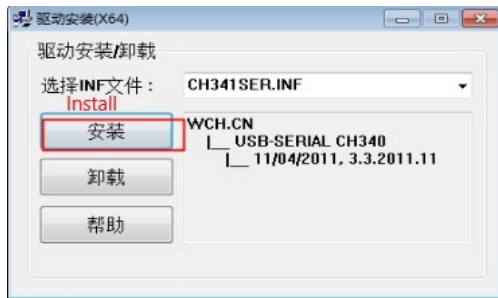 驱动安装(X64)
驱动安装/卸载
选择INF文件：
CH341SER.INF
Install
安装
WCH.CN
|__ USB-SERIAL CH340
|__ 11/04/2011, 3.3.2011.11
卸载
帮助